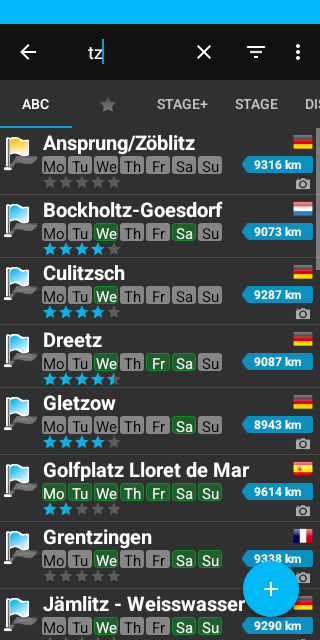 tz
ABC
STAGE+
STAGE
DIS
Ansprung/Zöblitz
Mo Tu We Th Fr Sa Su
9316 km
Bockholtz-Goesdorf
Mo Tu We Th Fr Sa Su
9073 km
Culitzsch
Mo Tu We Th Fr Sa Su
9287 km
Dreetz
Mo Tu We Th Fr Sa Su
9087 km
Gletzow
Mo Tu We Th Fr Sa Su
8943 km
Golfplatz Lloret de Mar
Mo Tu We Th Fr Sa Su
9614 km
Grentzingen
Mo Tu We Th Fr Sa Su
9338 km
Jämlitz - Weisswasser
Mo Tu We Th Fr Sa Su
9290 km